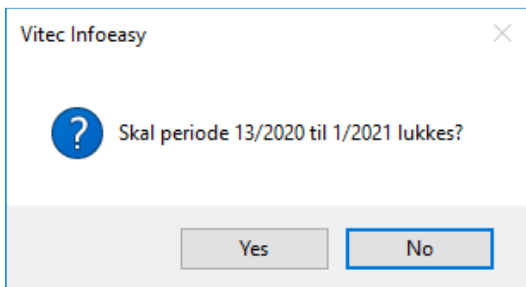 Vitec Infoeasy
Skal periode 13/2020 til 1/2021 lukkes?
Yes No